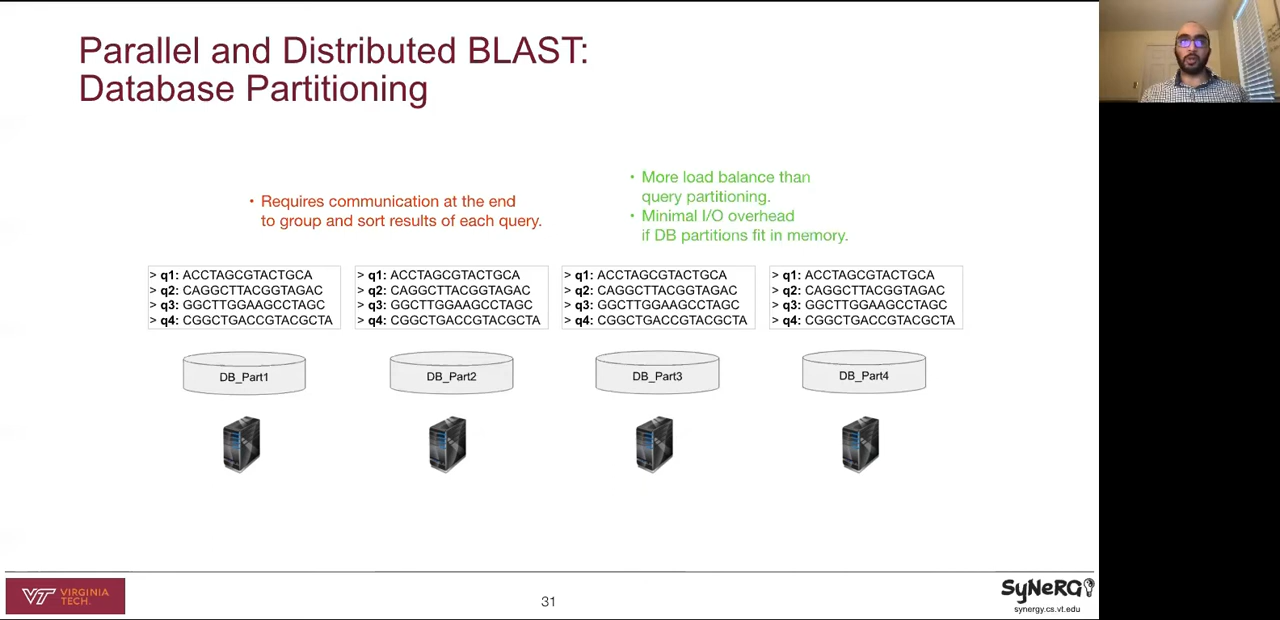 Parallel and Distributed BLAST:
Database Partitioning
• Requires communication at the end
to group and sort results of each query.
• More load balance than
query partitioning.
• Minimal I/O overhead
if DB partitions fit in memory.
> q1: ACCTAGCGTACTGCA
> q2: CAGGCTTACGGTAGAC
> q3: GGCTTGGAAGCCTAGC
> q4: CGGCTGACCGTACGCTA
> q1: ACCTAGCGTACTGCA
> q2: CAGGCTTACGGTAGAC
> q3: GGCTTGGAAGCCTAGC
> q4: CGGCTGACCGTACGCTA
> q1: ACCTAGCGTACTGCA
> q2: CAGGCTTACGGTAGAC
> q3: GGCTTGGAAGCCTAGC
> q4: CGGCTGACCGTACGCTA
> q1: ACCTAGCGTACTGCA
> q2: CAGGCTTACGGTAGAC
> q3: GGCTTGGAAGCCTAGC
> q4: CGGCTGACCGTACGCTA
DB_Part1
DB_Part2
DB_Part3
DB_Part4
VT VIRGINIA
TECH.
31
SyNeRGy
synergy.cs.vt.edu